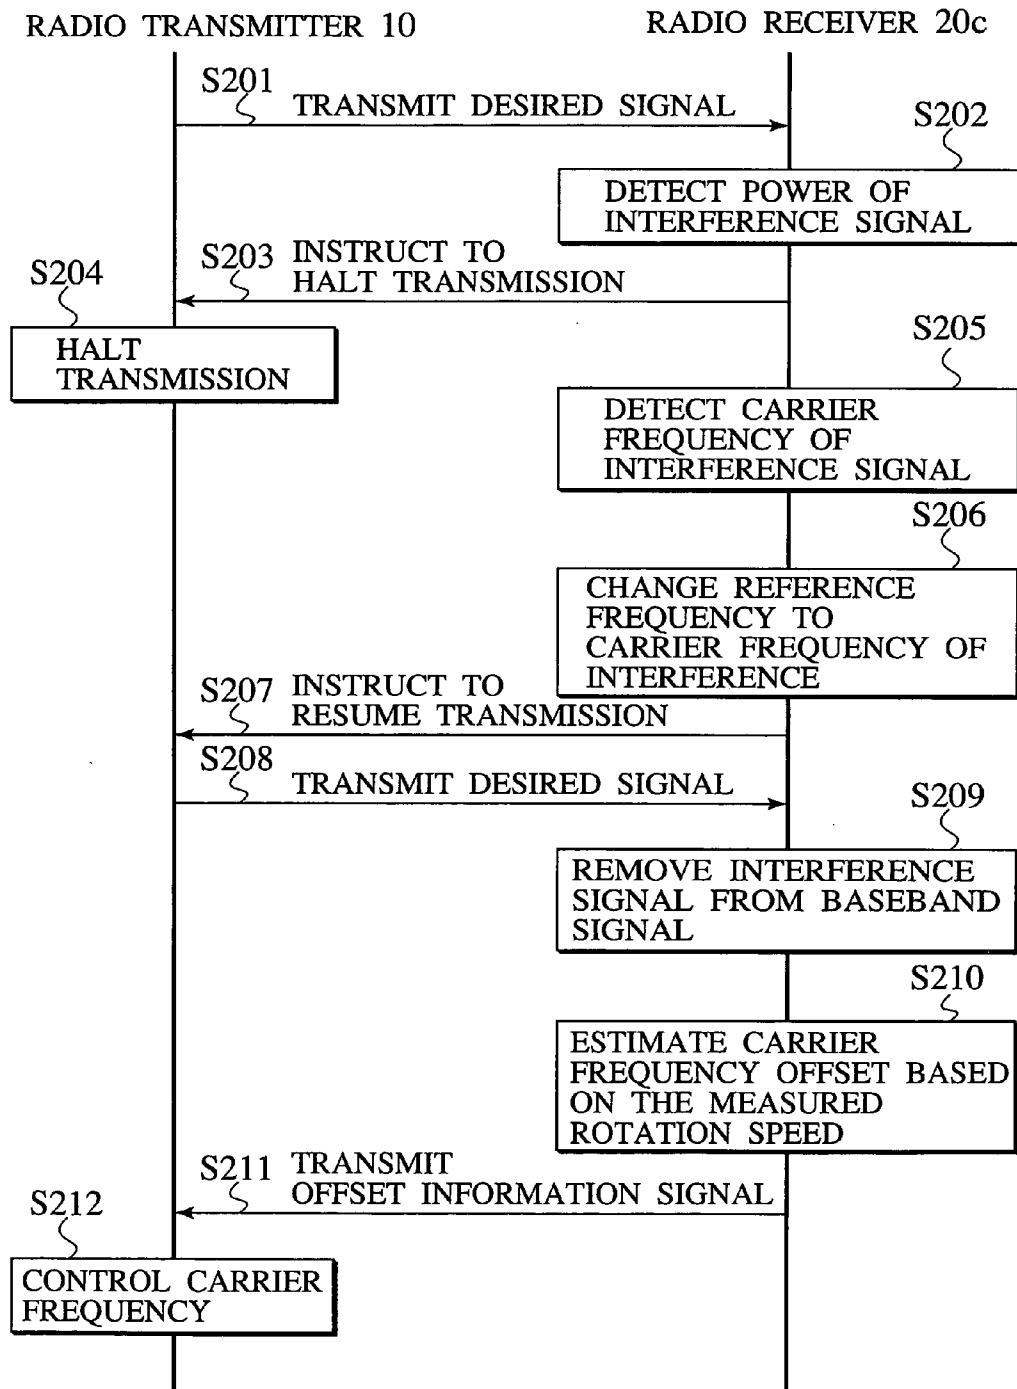 RADIO TRANSMITTER 10
RADIO RECEIVER 20c
S201
TRANSMIT DESIRED SIGNAL
S202
DETECT POWER OF
INTERFERENCE SIGNAL
S203
INSTRUCT TO
HALT TRANSMISSION
S204
HALT
TRANSMISSION
S205
DETECT CARRIER
FREQUENCY OF
INTERFERENCE SIGNAL
S206
CHANGE REFERENCE
FREQUENCY TO
CARRIER FREQUENCY OF
INTERFERENCE
S207
INSTRUCT TO
RESUME TRANSMISSION
S208
TRANSMIT DESIRED SIGNAL
S209
REMOVE INTERFERENCE
SIGNAL FROM BASEBAND
SIGNAL
S210
ESTIMATE CARRIER
FREQUENCY OFFSET BASED
ON THE MEASURED
ROTATION SPEED
S211
TRANSMIT
OFFSET INFORMATION SIGNAL
S212
CONTROL CARRIER
FREQUENCY